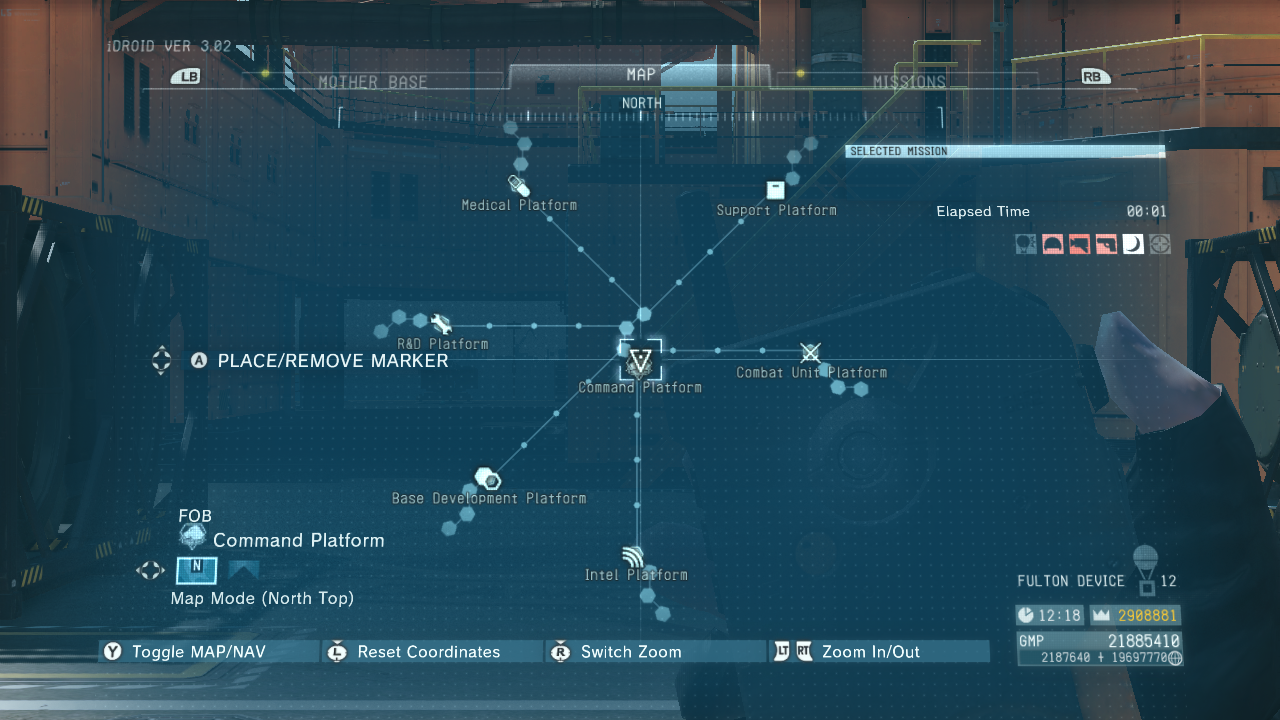 iDROID VER 3.02
LB
MOTHER BASE
MAP
MISSIONS
RB
NORTH
SELECTED MISSION
Medical Platform
Support Platform
Elapsed Time 00:01
R&D Platform
A PLACE/REMOVE MARKER
Combat Unit Platform
Command Platform
Base Development Platform
FOB
Command Platform
N
Intel Platform
Map Mode (North Top)
FULTON DEVICE 12
12:18 2908881
GMP 21885410
2187640 + 19697770
Y Toggle MAP/NAV L Reset Coordinates R Switch Zoom LT RT Zoom In/Out